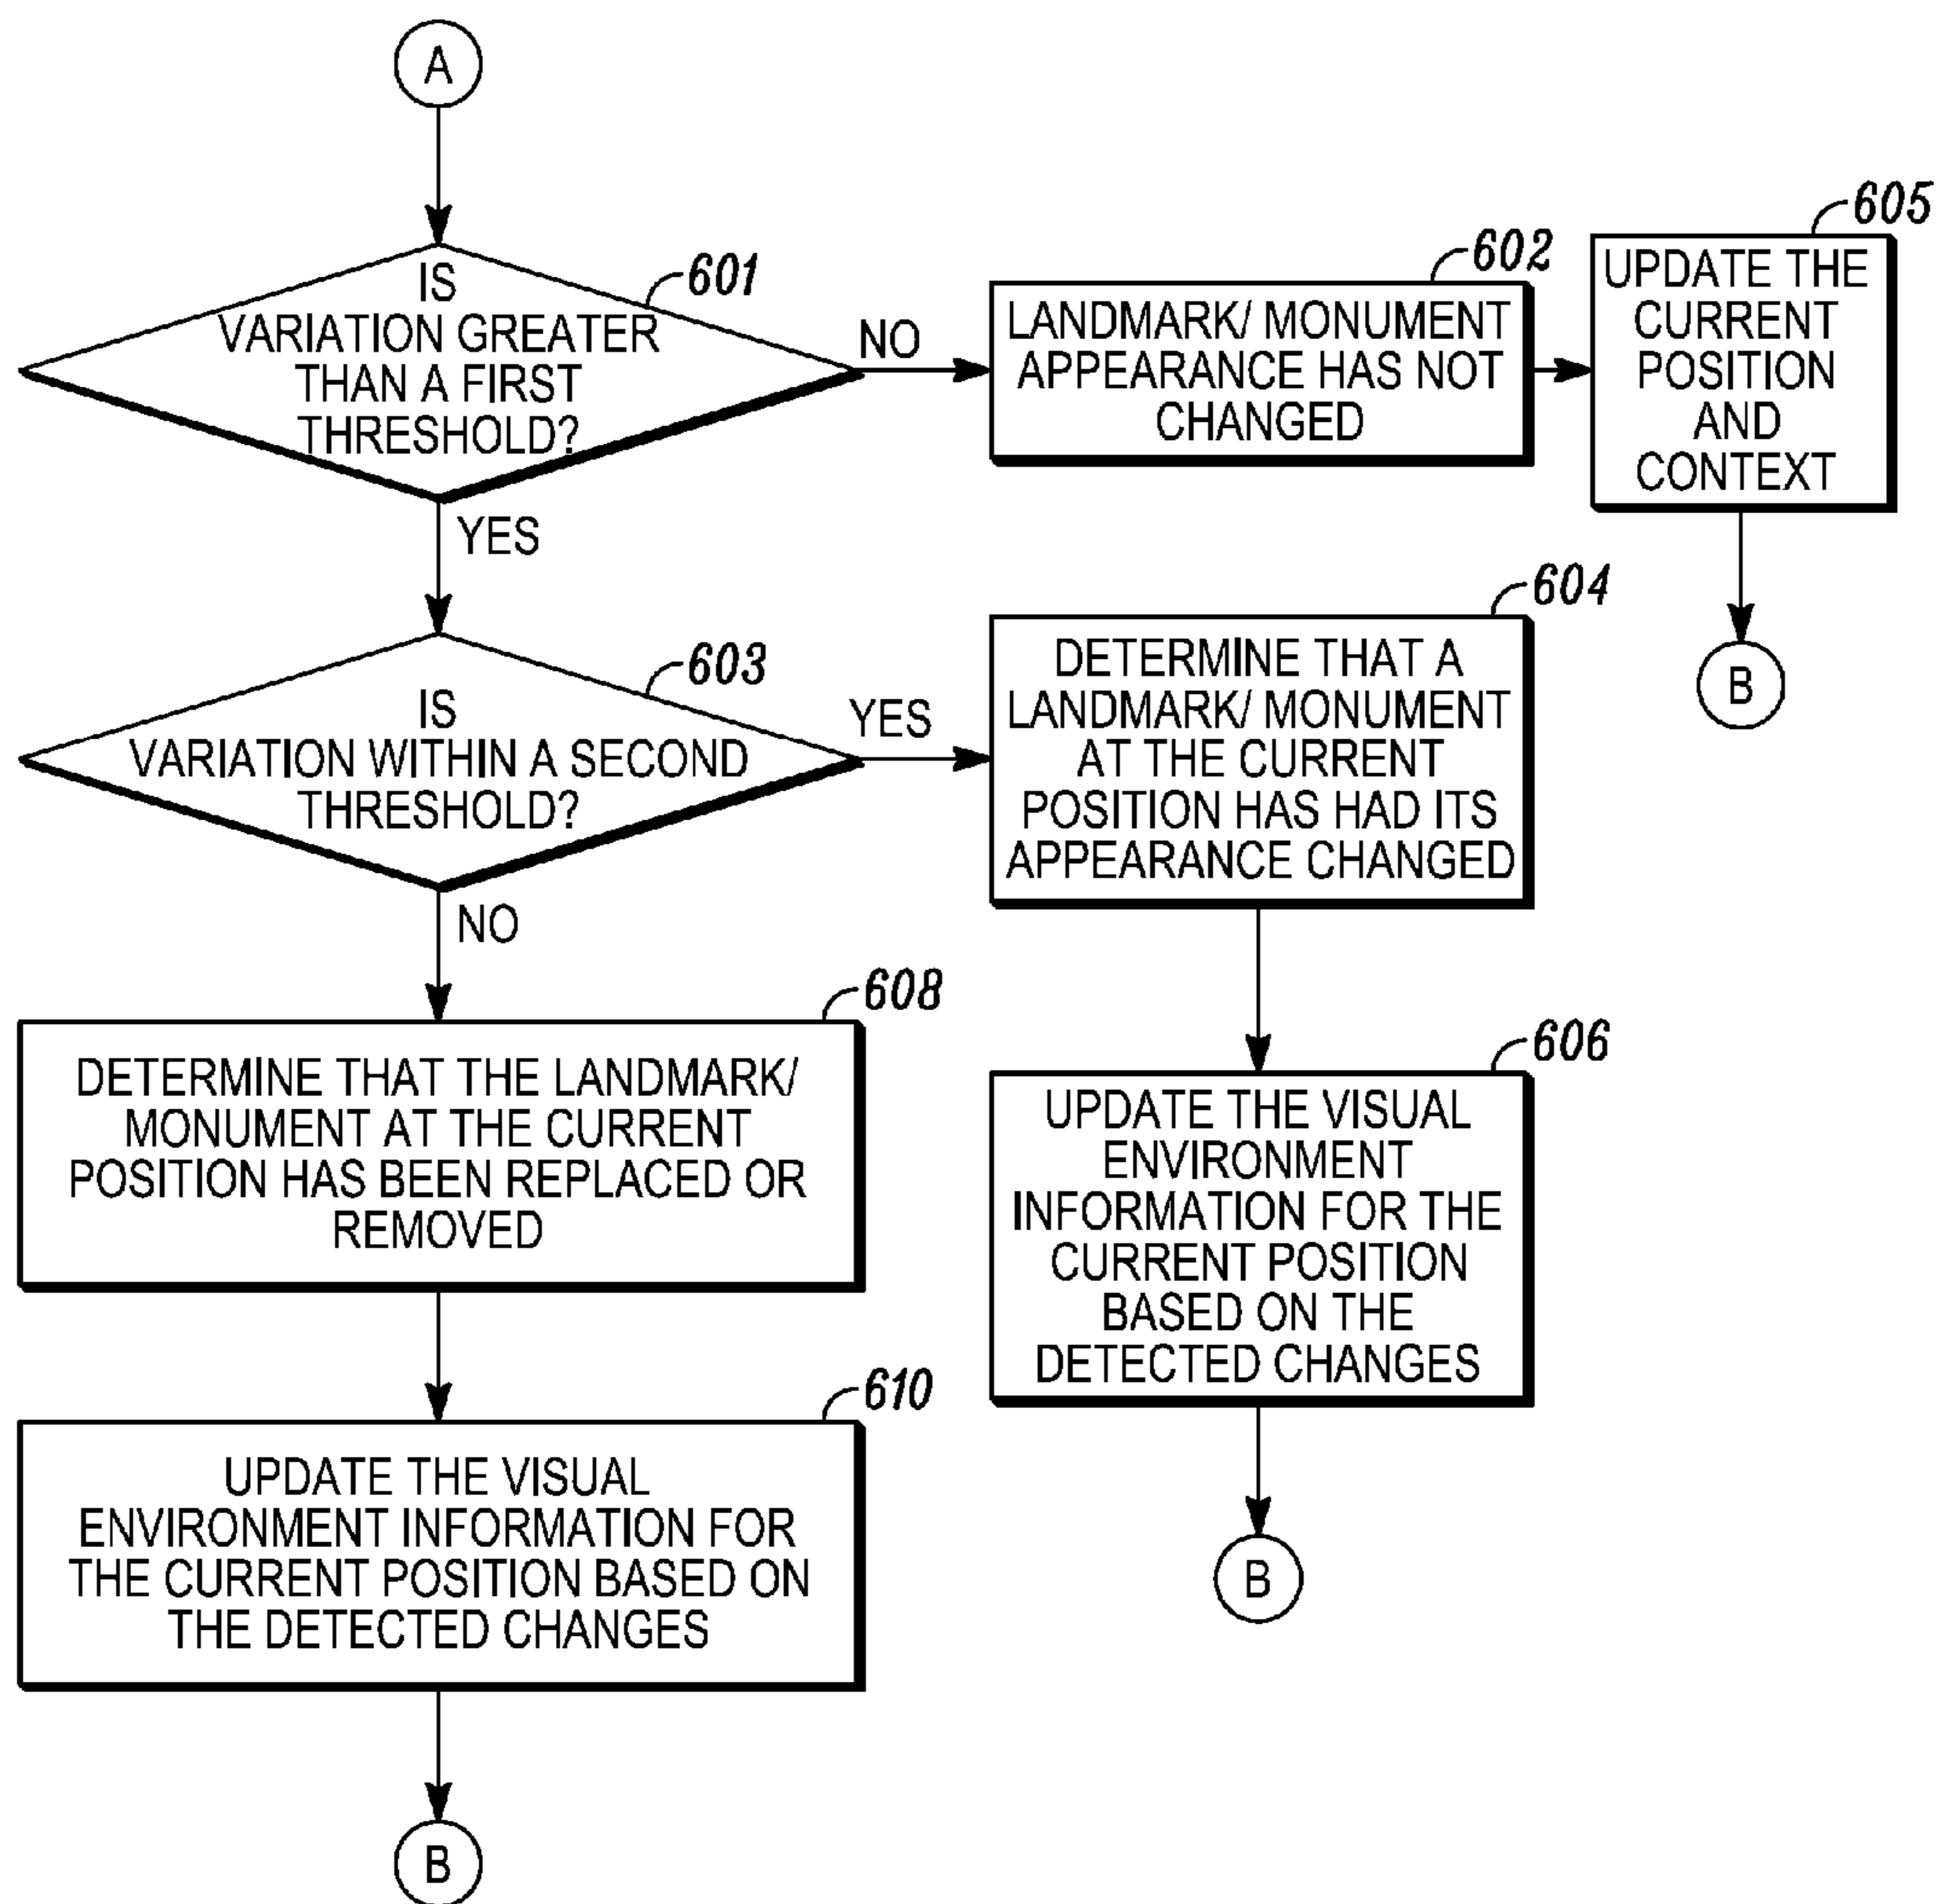 A
601
IS
VARIATION GREATER
THAN A FIRST
THRESHOLD?
NO
YES
602
LANDMARK/ MONUMENT
APPEARANCE HAS NOT
CHANGED
605
UPDATE THE
CURRENT
POSITION
AND
CONTEXT
B
603
IS
VARIATION WITHIN A SECOND
THRESHOLD?
YES
NO
604
DETERMINE THAT A
LANDMARK/ MONUMENT
AT THE CURRENT
POSITION HAS HAD ITS
APPEARANCE CHANGED
606
UPDATE THE VISUAL
ENVIRONMENT
INFORMATION FOR THE
CURRENT POSITION
BASED ON THE
DETECTED CHANGES
B
608
DETERMINE THAT THE LANDMARK/
MONUMENT AT THE CURRENT
POSITION HAS BEEN REPLACED OR
REMOVED
610
UPDATE THE VISUAL
ENVIRONMENT INFORMATION FOR
THE CURRENT POSITION BASED ON
THE DETECTED CHANGES
B